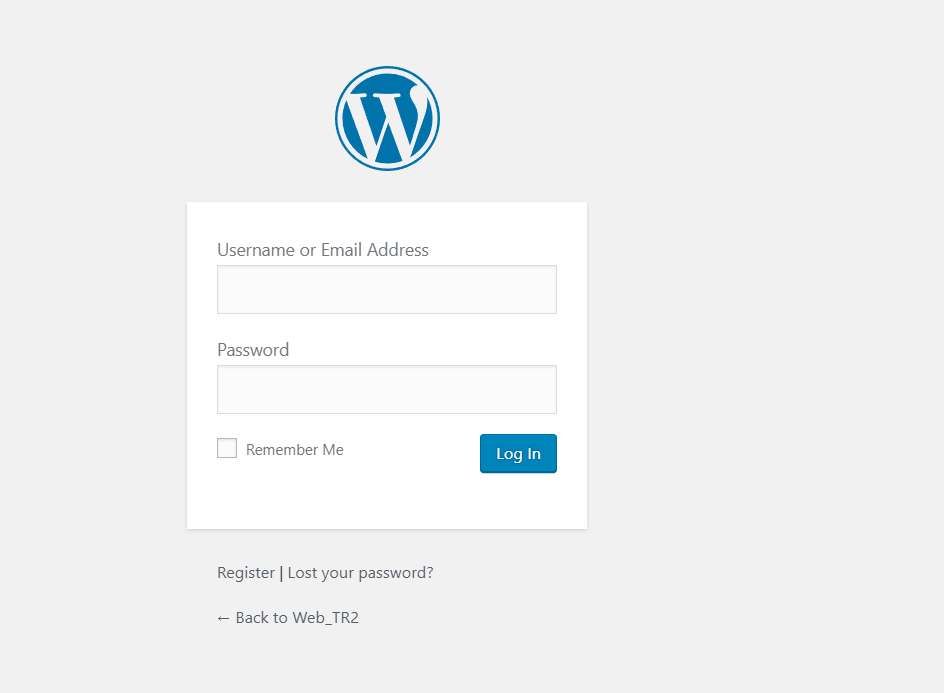 Username or Email Address
Password
Remember Me
Log In
Register | Lost your password?
← Back to Web_TR2